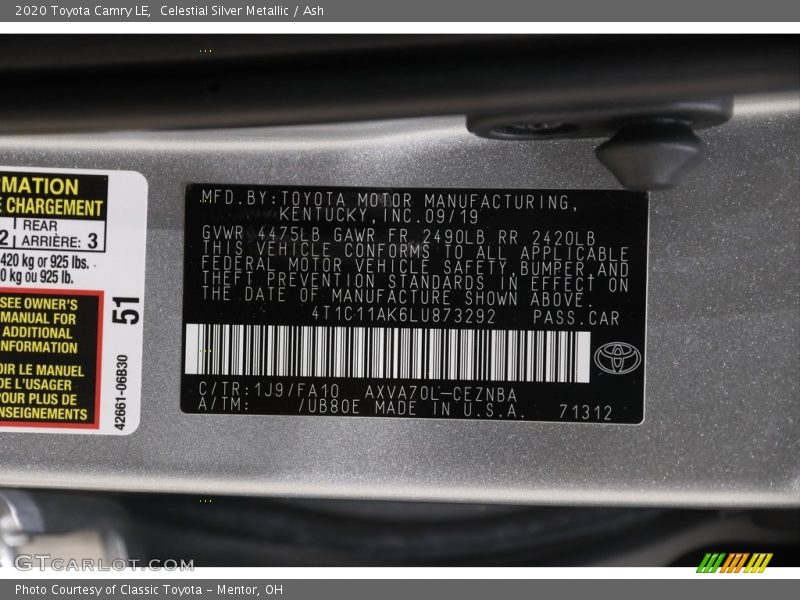 2020 Toyota Camry LE, Celestial Silver Metallic / Ash
MATION
CHARGEMENT
REAR
2 ARRIÈRE: 3
420 kg or 925 lbs.
0 kg ou 925 lb.
SEE OWNER'S
MANUAL FOR
ADDITIONAL
INFORMATION
OIR LE MANUEL
DE L'USAGER
POUR PLUS DE
NSEIGNEMENTS
51
42661-06B30
MFD.BY:TOYOTA MOTOR MANUFACTURING,
KENTUCKY,INC.09/19
GVWR 4475LB GAWR FR 2490LB RR 2420LB
THIS VEHICLE CONFORMS TO ALL APPLICABLE
FEDERAL MOTOR VEHICLE SAFETY,BUMPER,AND
THEFT PREVENTION STANDARDS IN EFFECT ON
THE DATE OF MANUFACTURE SHOWN ABOVE.
4T1C11AK6LU873292 PASS.CAR
C/TR:1J9/FA10 AXVA70L-CEZNBA
A/TM: /UB80E MADE IN U.S.A. 71312
GTCARLOT.COM
Photo Courtesy of Classic Toyota - Mentor, OH